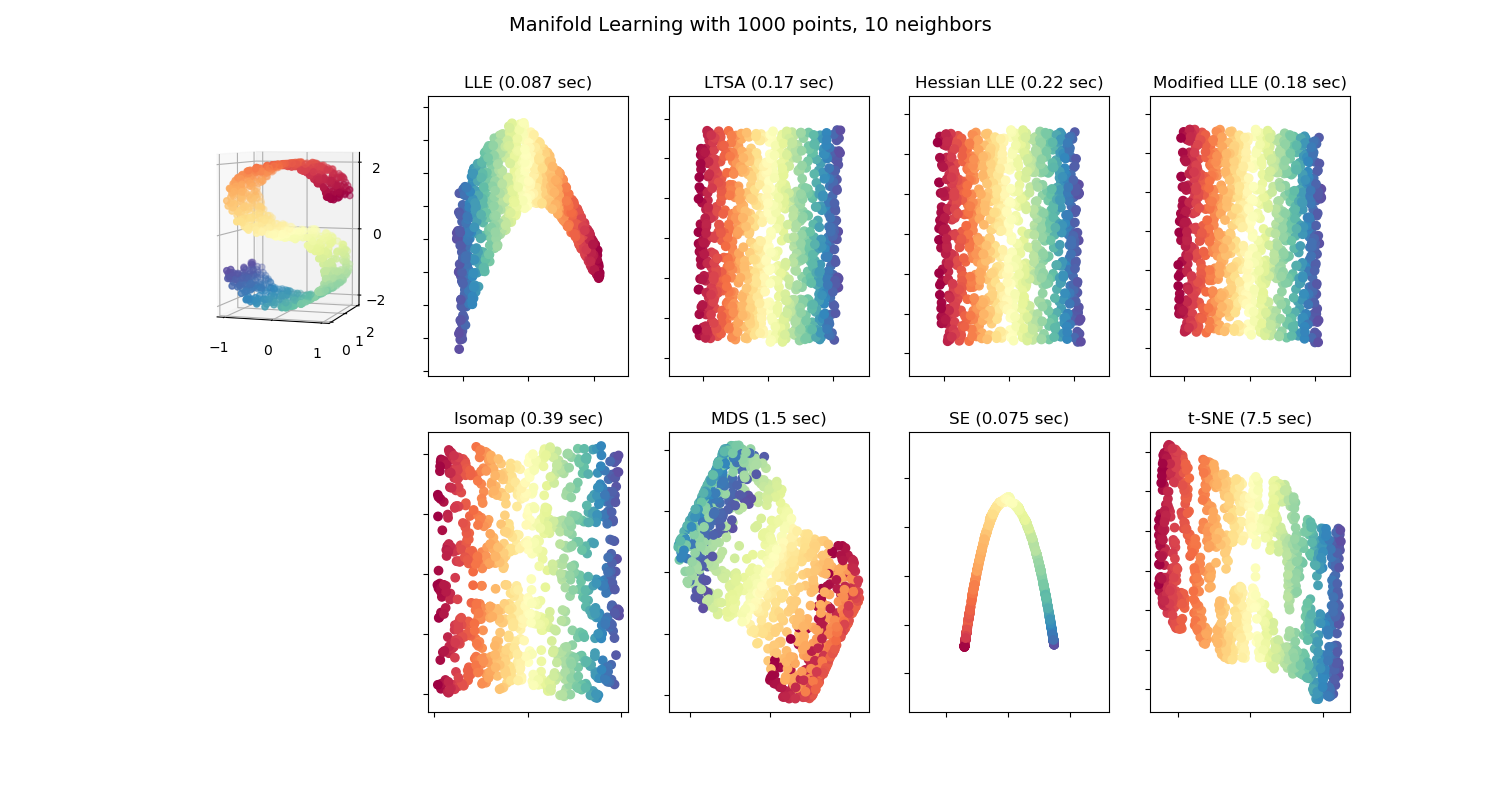 Manifold Learning with 1000 points, 10 neighbors
LLE (0.087 sec)
LTSA (0.17 sec)
Hessian LLE (0.22 sec)
Modified LLE (0.18 sec)
2
0
−2
−1
0
1
0
1
2
Isomap (0.39 sec)
MDS (1.5 sec)
SE (0.075 sec)
t-SNE (7.5 sec)